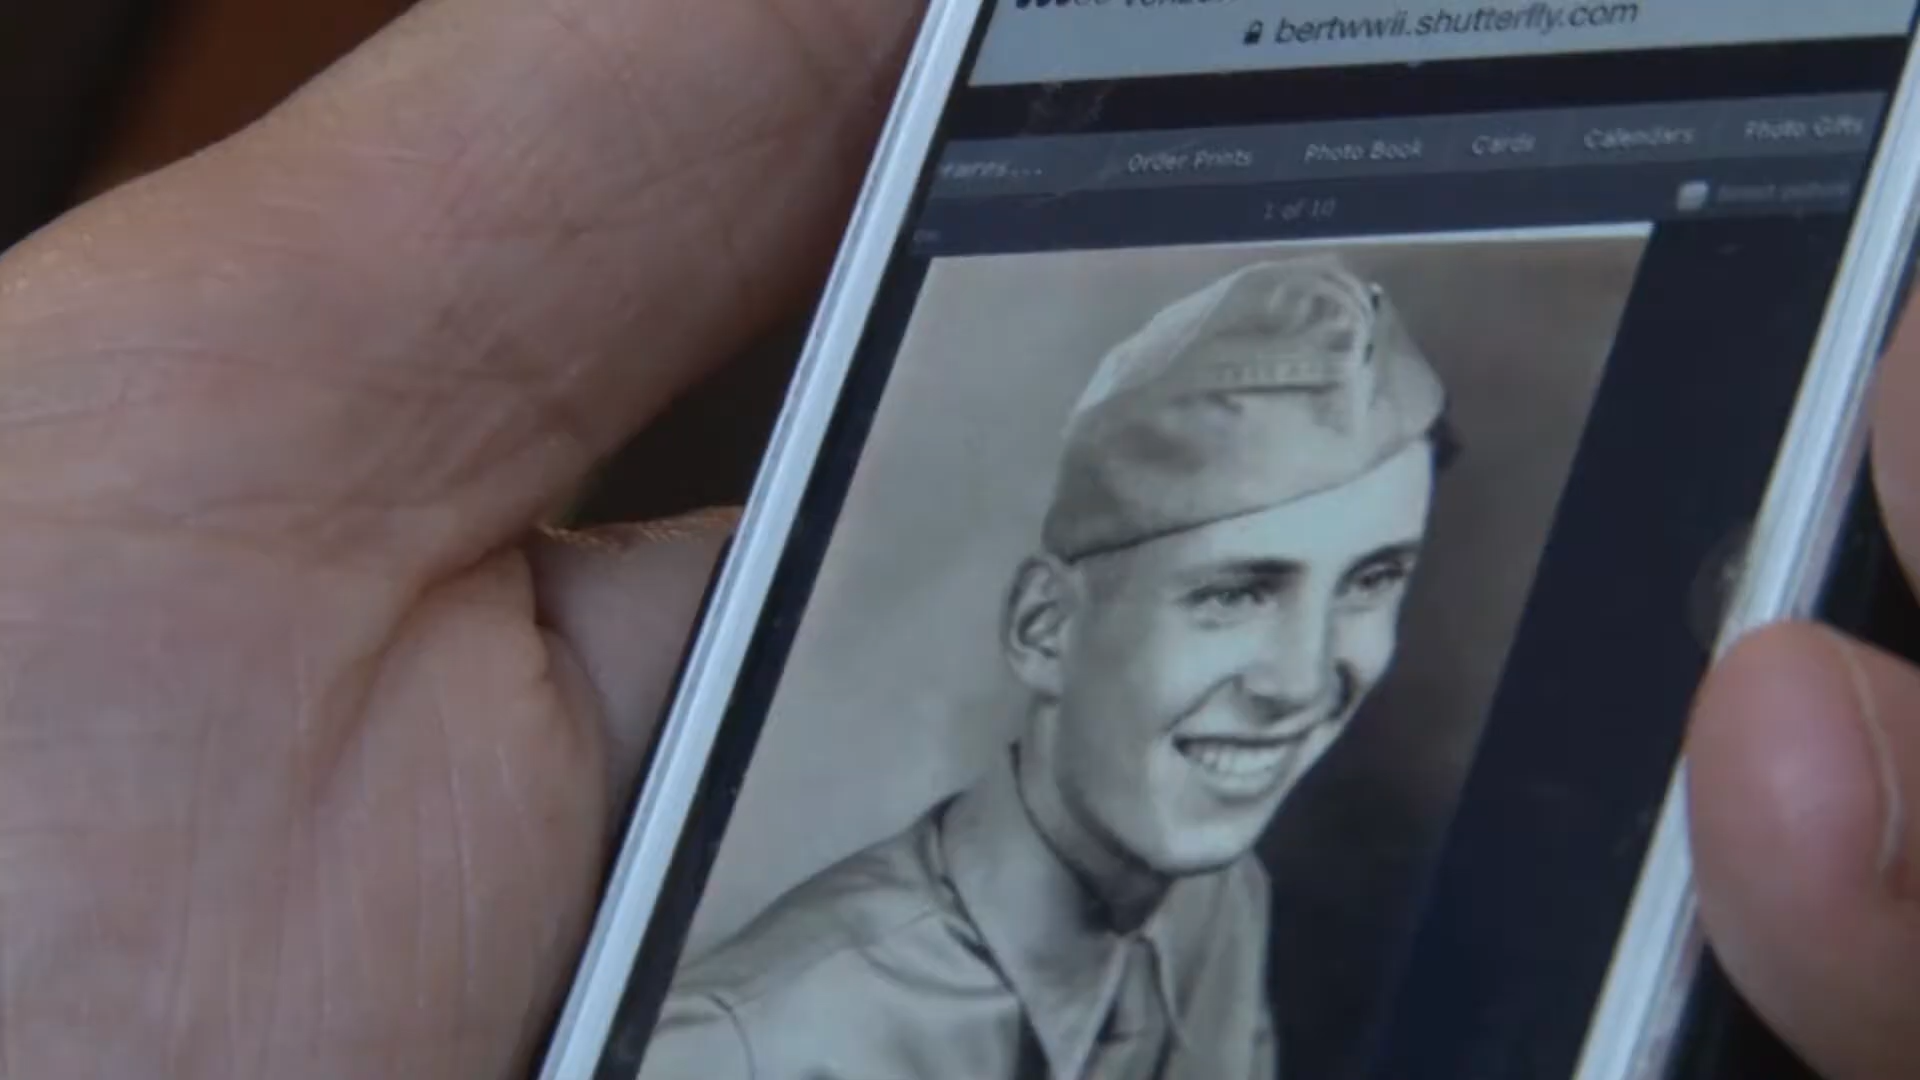 bertwwii.shutterfly.com
Order Prints Photo Book Cards Calendars Photo Gifts
1 of 10